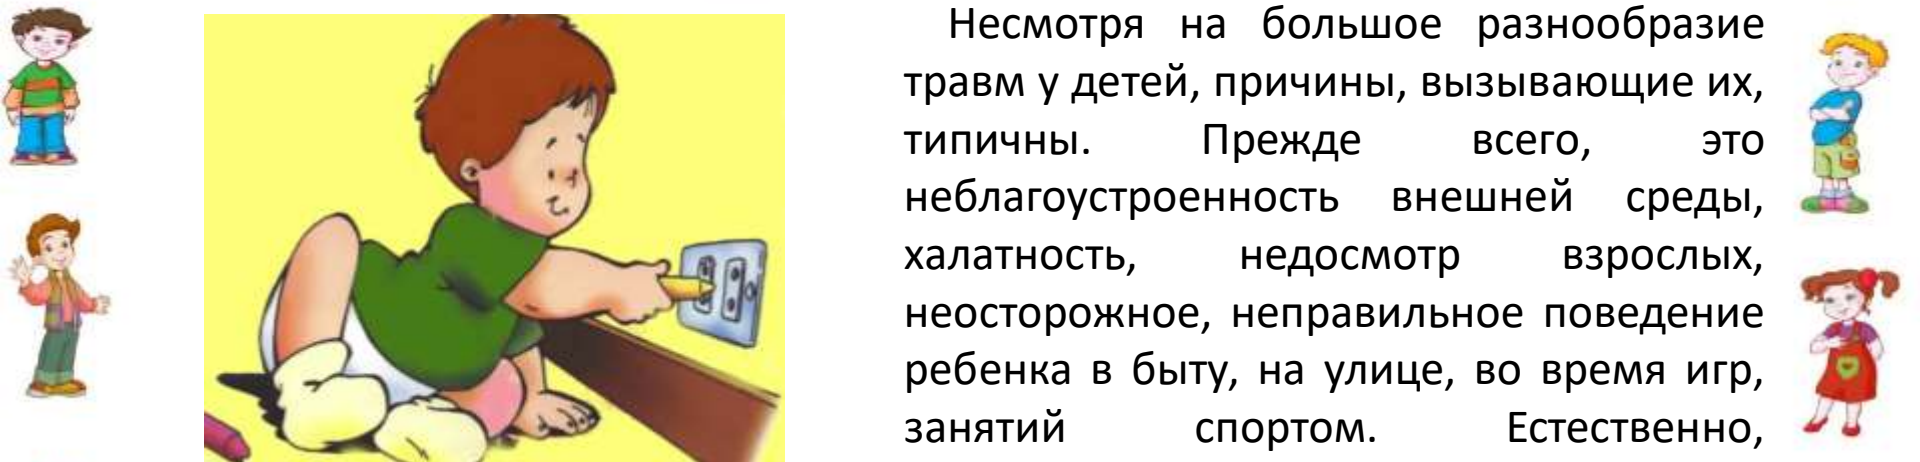 Несмотря на большое разнообразие
травм у детей, причины, вызывающие их,
типичны. Прежде всего, это
неблагоустроенность внешней среды,
халатность, недосмотр взрослых,
неосторожное, неправильное поведение
ребенка в быту, на улице, во время игр,
занятий спортом. Естественно,